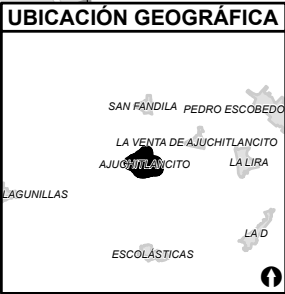 UBICACIÓN GEOGRÁFICA
SAN FANDILA
PEDRO ESCOBEDO
LA VENTA DE AJUCHITLANCITO
AJUCHITLANCITO
LA LIRA
LAGUNILLAS
LA D
ESCOLÁSTICAS